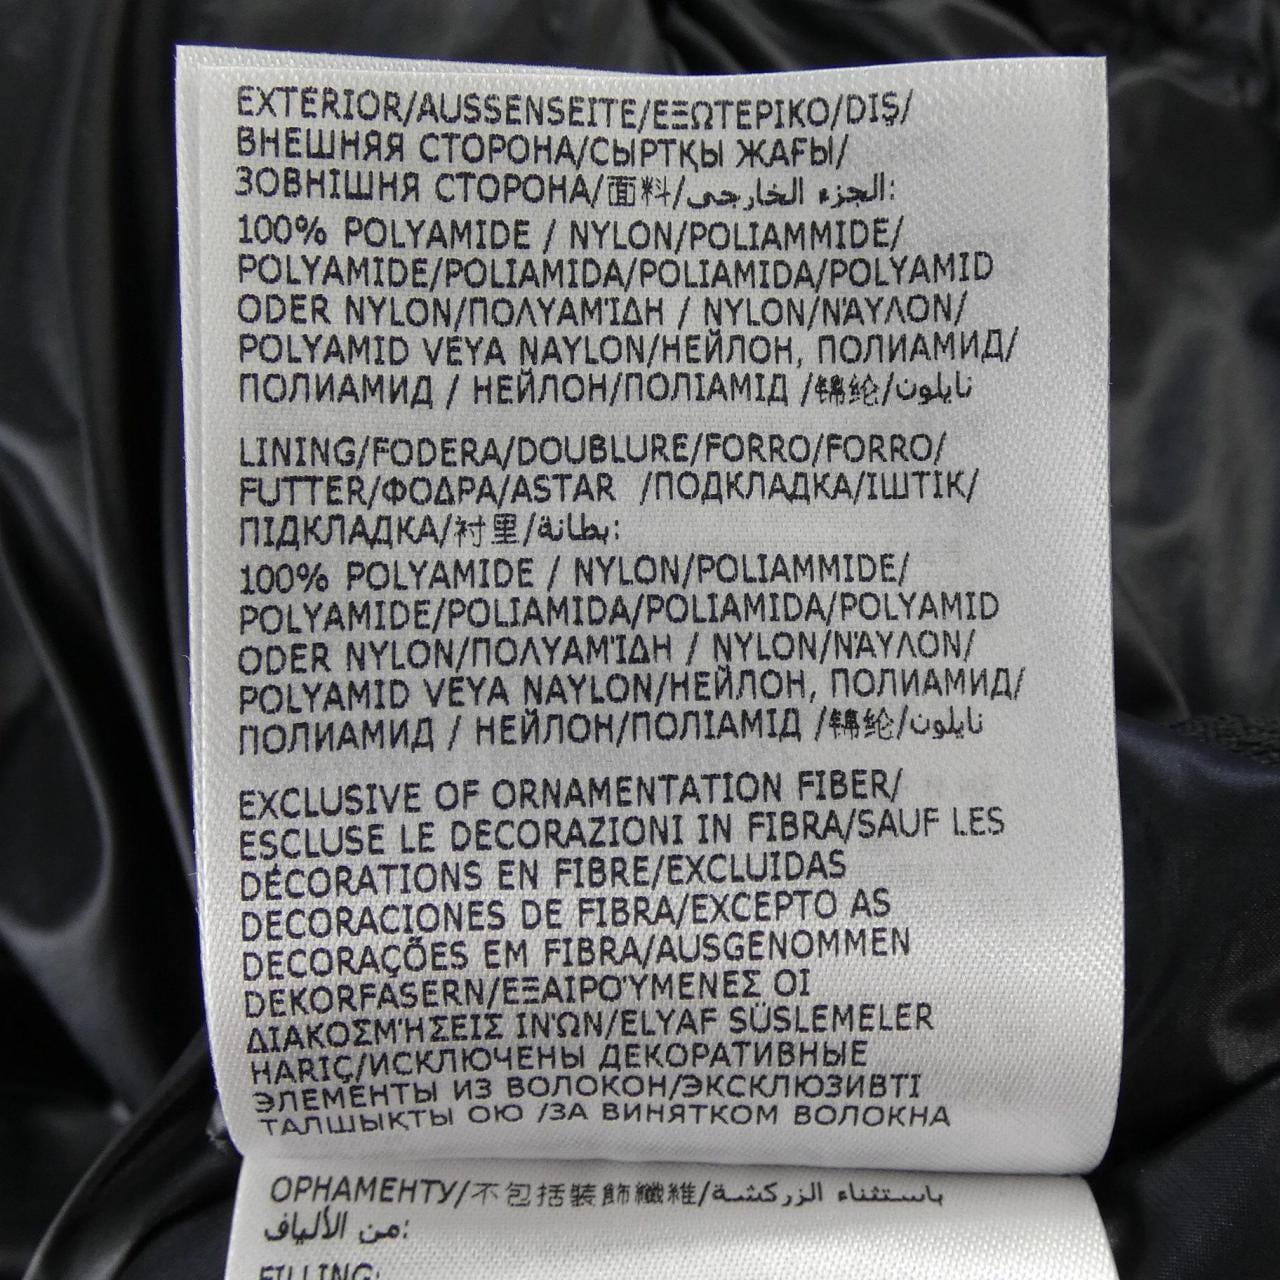 EXTERIOR/AUSSENSEITE/ΕΞΩΤΕΡΙΚΟ/DIŞ/
ВНЕШНЯЯ СТОРОНА/СЫРТҚЫ ЖАҒЫ/
ЗОВНІШНЯ СТОРОНА/面料/الجزء الخارجي:
100% POLYAMIDE / NYLON/POLIAMMIDE/
POLYAMIDE/POLIAMIDA/POLIAMIDA/POLYAMID
ODER NYLON/ΠΟΛΥΑΜΊΔΗ / NYLON/ΝΆΥΛΟΝ/
POLYAMID VEYA NAYLON/НЕЙЛОН, ПОЛИАМИД/
ПОЛИАМИД / НЕЙЛОН/ПОЛІАМІД /锦纶/نايلون
LINING/FODERA/DOUBLURE/FORRO/FORRO/
FUTTER/ΦΟΔΡΑ/ASTAR /ПОДКЛАДКА/ІШТІК/
ПІДКЛАДКА/衬里/بطانة:
100% POLYAMIDE / NYLON/POLIAMMIDE/
POLYAMIDE/POLIAMIDA/POLIAMIDA/POLYAMID
ODER NYLON/ΠΟΛΥΑΜΊΔΗ / NYLON/ΝΆΥΛΟΝ/
POLYAMID VEYA NAYLON/НЕЙЛОН, ПОЛИАМИД/
ПОЛИАМИД / НЕЙЛОН/ПОЛІАМІД /锦纶/نايلون
EXCLUSIVE OF ORNAMENTATION FIBER/
ESCLUSE LE DECORAZIONI IN FIBRA/SAUF LES
DÉCORATIONS EN FIBRE/EXCLUIDAS
DECORACIONES DE FIBRA/EXCEPTO AS
DECORAÇÕES EM FIBRA/AUSGENOMMEN
DEKORFASERN/ΕΞΑΙΡΟΎΜΕΝΕΣ ΟΙ
ΔΙΑΚΟΣΜΉΣΕΙΣ ΙΝΏΝ/ELYAF SÜSLEMELER
HARIÇ/ИСКЛЮЧЕНЫ ДЕКОРАТИВНЫЕ
ЭЛЕМЕНТЫ ИЗ ВОЛОКОН/ЭКСКЛЮЗИВТІ
ТАЛШЫҚТЫ ОЮ /ЗА ВИНЯТКОМ ВОЛОКНА
ОРНАМЕНТУ/不包括裝飾纖維/باستثناء الزركشة
من الألياف:
FILLING: